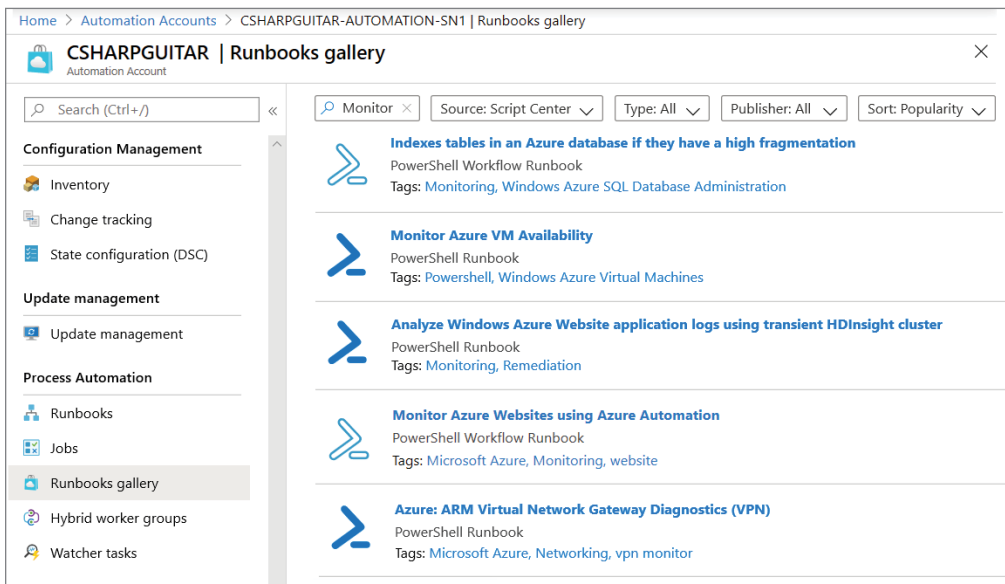 Home > Automation Accounts > CSHARPGUITAR-AUTOMATION-SN1 | Runbooks gallery
CSHARPGUITAR | Runbooks gallery
Automation Account
Search (Ctrl+/)
Configuration Management
Inventory
Change tracking
State configuration (DSC)
Update management
Update management
Process Automation
Runbooks
Jobs
Runbooks gallery
Hybrid worker groups
Watcher tasks
Monitor
Source: Script Center
Type: All
Publisher: All
Sort: Popularity
Indexes tables in an Azure database if they have a high fragmentation
PowerShell Workflow Runbook
Tags: Monitoring, Windows Azure SQL Database Administration
Monitor Azure VM Availability
PowerShell Runbook
Tags: Powershell, Windows Azure Virtual Machines
Analyze Windows Azure Website application logs using transient HDInsight cluster
PowerShell Runbook
Tags: Monitoring, Remediation
Monitor Azure Websites using Azure Automation
PowerShell Workflow Runbook
Tags: Microsoft Azure, Monitoring, website
Azure: ARM Virtual Network Gateway Diagnostics (VPN)
PowerShell Runbook
Tags: Microsoft Azure, Networking, vpn monitor